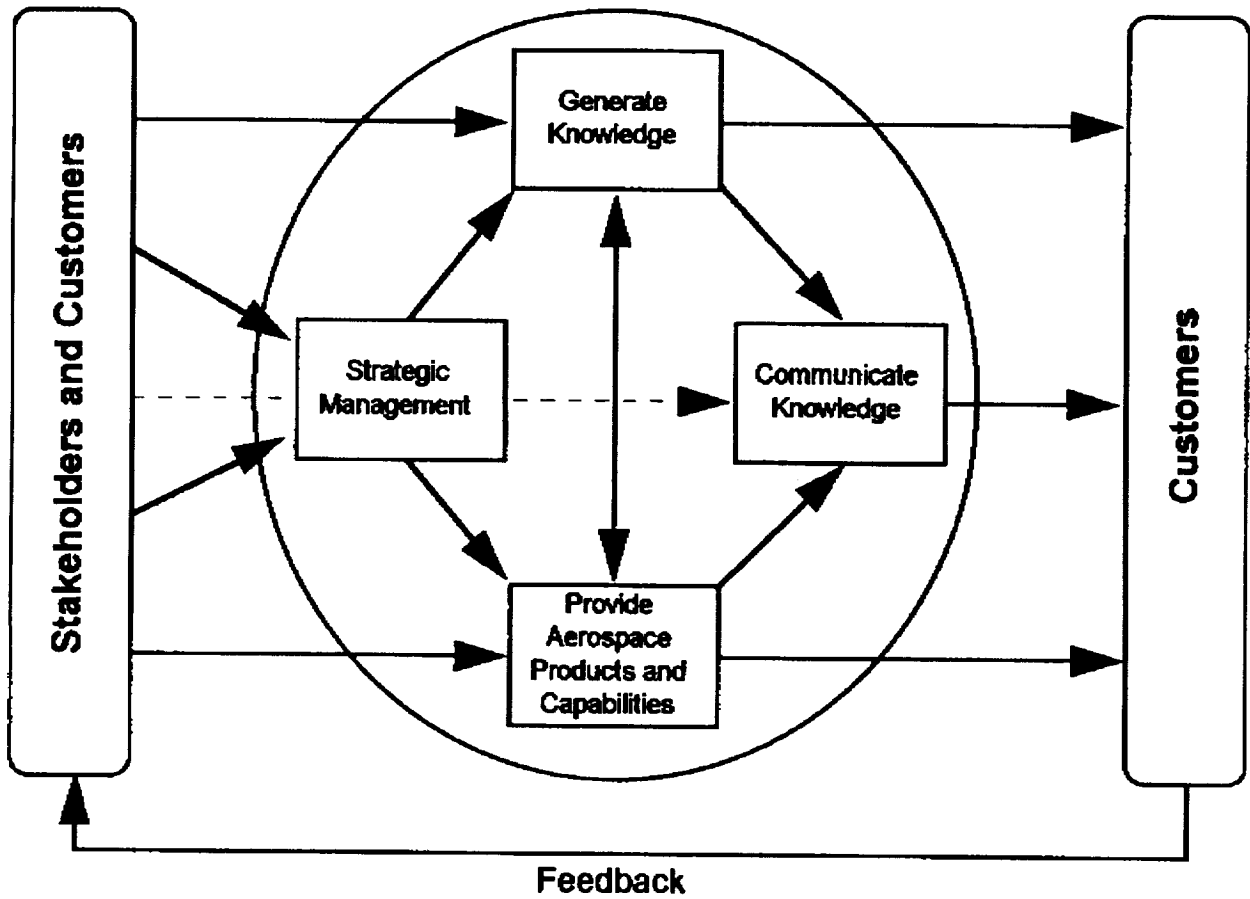 Stakeholders and Customers
Generate
Knowledge
Strategic
Management
Communicate
Knowledge
Provide
Aerospace
Products and
Capabilities
Customers
Feedback